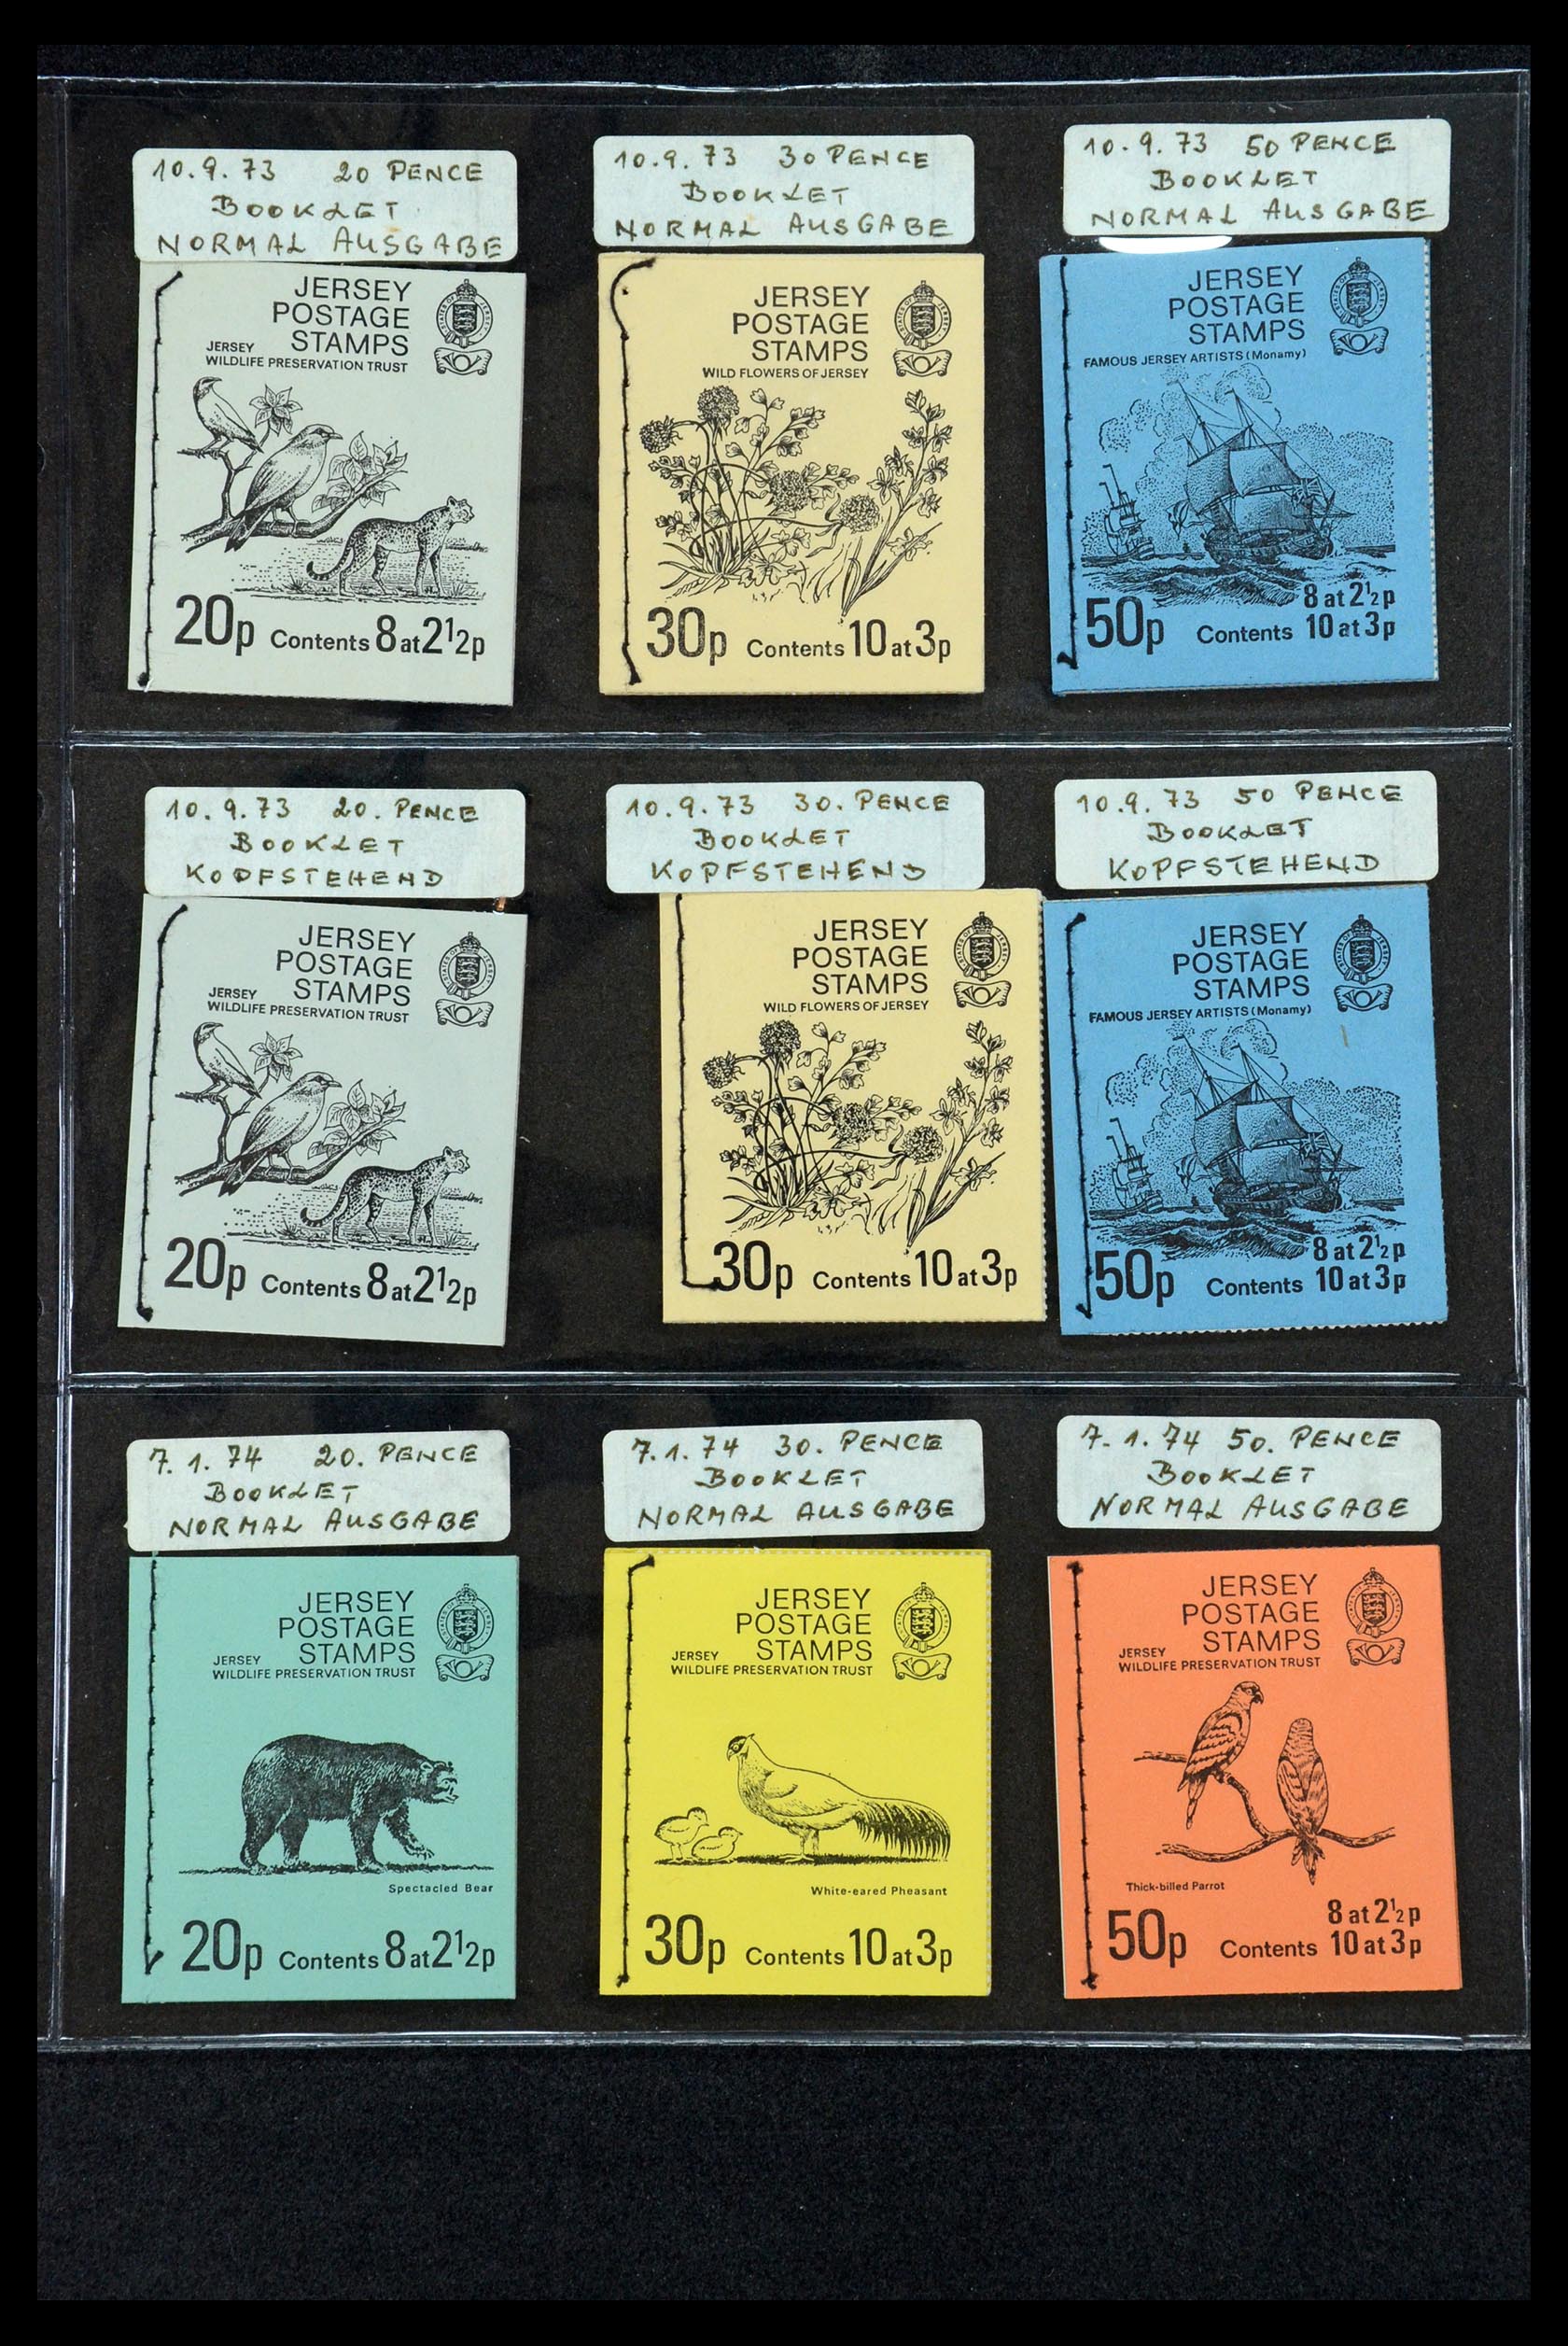 10.9.73 20 PENCE
BOOKLET
NORMAL AUSGABE
JERSEY
POSTAGE
STAMPS
JERSEY
WILDLIFE PRESERVATION TRUST
20p Contents 8 at 2½p
10.9.73 30 PENCE
BOOKLET
NORMAL AUSGABE
JERSEY
POSTAGE
STAMPS
WILD FLOWERS OF JERSEY
30p Contents 10 at 3p
10.9.73 50 PENCE
BOOKLET
NORMAL AUSGABE
JERSEY
POSTAGE
STAMPS
FAMOUS JERSEY ARTISTS (Monamy)
8 at 2½p
50p Contents 10 at 3p
10.9.73 20. PENCE
BOOKLET
KOPFSTEHEND
JERSEY
POSTAGE
STAMPS
JERSEY
WILDLIFE PRESERVATION TRUST
20p Contents 8 at 2½p
10.9.73 30. PENCE
BOOKLET
KOPFSTEHEND
JERSEY
POSTAGE
STAMPS
WILD FLOWERS OF JERSEY
30p Contents 10 at 3p
10.9.73 50 PENCE
BOOKLET
KOPFSTEHEND
JERSEY
POSTAGE
STAMPS
FAMOUS JERSEY ARTISTS (Monamy)
8 at 2½p
50p Contents 10 at 3p
7.1.74 20. PENCE
BOOKLET
NORMAL AUSGABE
JERSEY
POSTAGE
STAMPS
JERSEY
WILDLIFE PRESERVATION TRUST
Spectacled Bear
20p Contents 8 at 2½p
7.1.74 30. PENCE
BOOKLET
NORMAL AUSGABE
JERSEY
POSTAGE
STAMPS
JERSEY
WILDLIFE PRESERVATION TRUST
White-eared Pheasant
30p Contents 10 at 3p
7.1.74 50. PENCE
BOOKLET
NORMAL AUSGABE
JERSEY
POSTAGE
STAMPS
JERSEY
WILDLIFE PRESERVATION TRUST
Thick-billed Parrot
8 at 2½p
50p Contents 10 at 3p